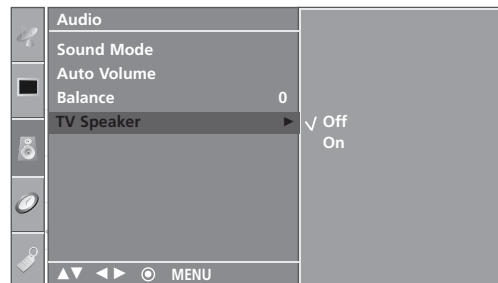 Audio
Sound Mode
Auto Volume
Balance 0
TV Speaker ► √ Off
On
▲▼ ◄► ◉ MENU